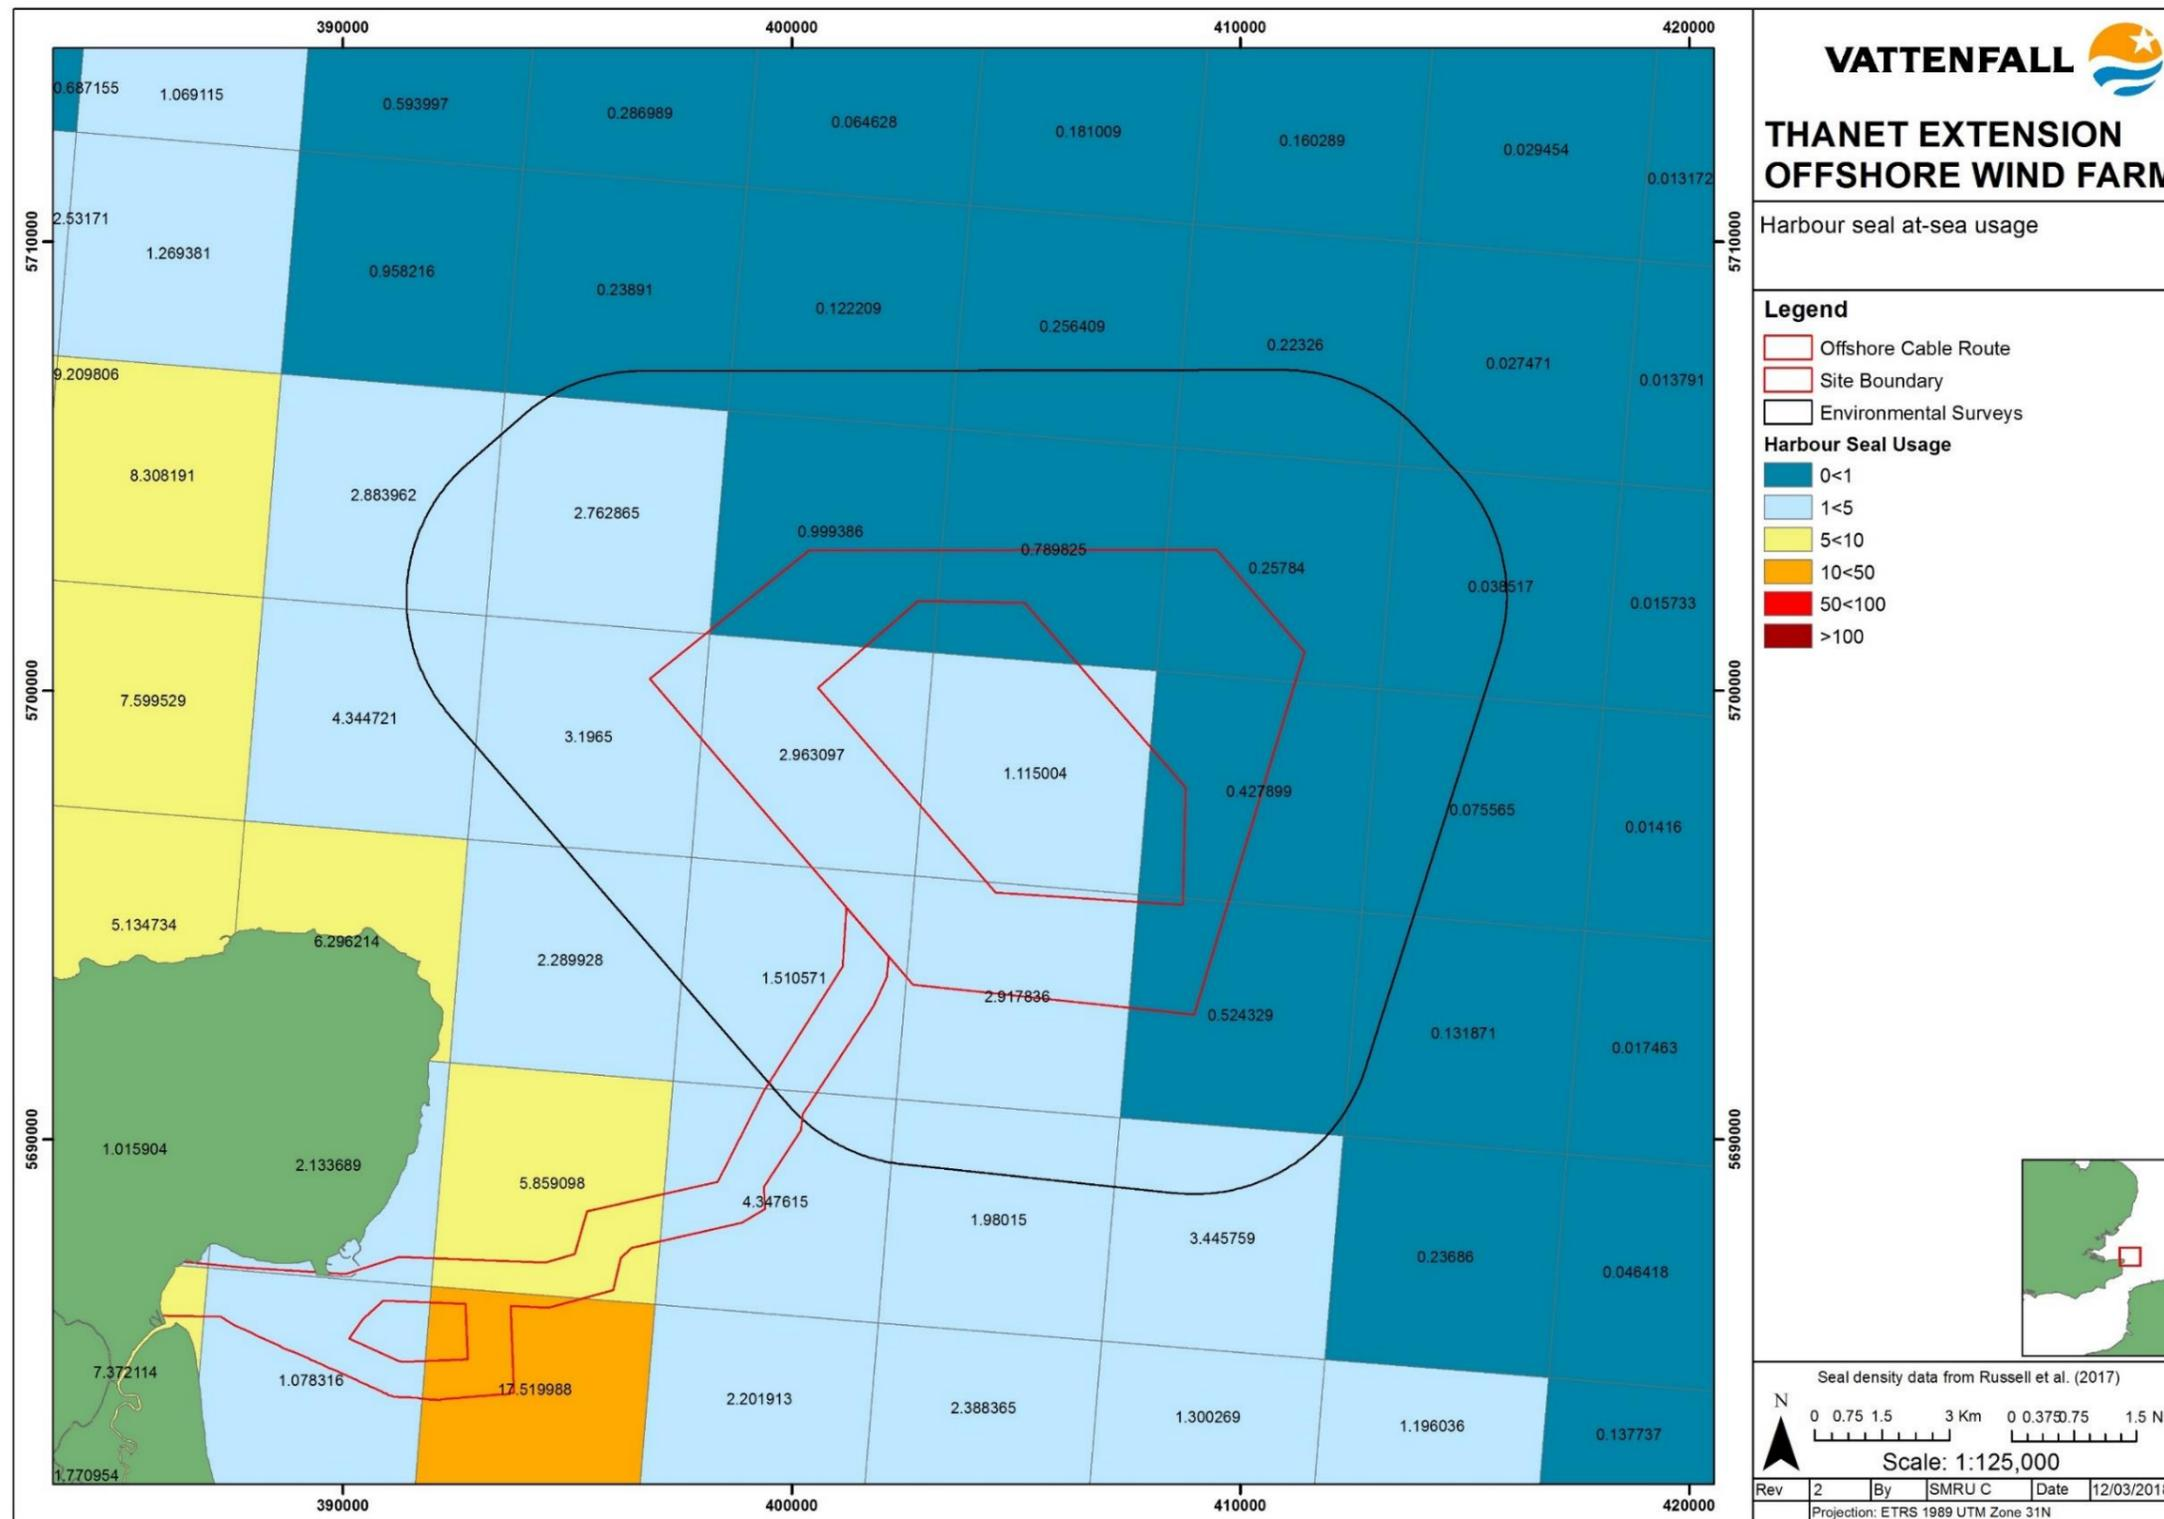 390000 400000 410000 420000
0.687155 1.069115 0.593997 0.286989 0.064628 0.181009 0.160289 0.029454 0.013172
2.53171 1.269381 0.958216 0.23891 0.122209 0.256409 0.22326 0.027471 0.013791
5710000 5710000
9.209806 8.308191 2.883962 2.762865 0.999386 0.789825 0.25784 0.038517 0.015733
5700000 5700000
7.599529 4.344721 3.1965 2.963097 1.115004 0.427899 0.075565 0.01416
5.134734 6.296214 2.289928 1.510571 2.917836 0.524329 0.131871 0.017463
5690000 5690000
1.015904 2.133689 5.859098 4.347615 1.98015 3.445759 0.23686 0.046418
7.372114 1.078316 17.519988 2.201913 2.388365 1.300269 1.196036 0.137737
1.770954
390000 400000 410000 420000
VATTENFALL
THANET EXTENSION
OFFSHORE WIND FARM
Harbour seal at-sea usage
Legend
Offshore Cable Route
Site Boundary
Environmental Surveys
Harbour Seal Usage
0<1
1<5
5<10
10<50
50<100
>100
Seal density data from Russell et al. (2017)
N
0 0.75 1.5 3 Km 0 0.375 0.75 1.5 N
Scale: 1:125,000
Rev 2 By SMRU C Date 12/03/2018
Projection: ETRS 1989 UTM Zone 31N